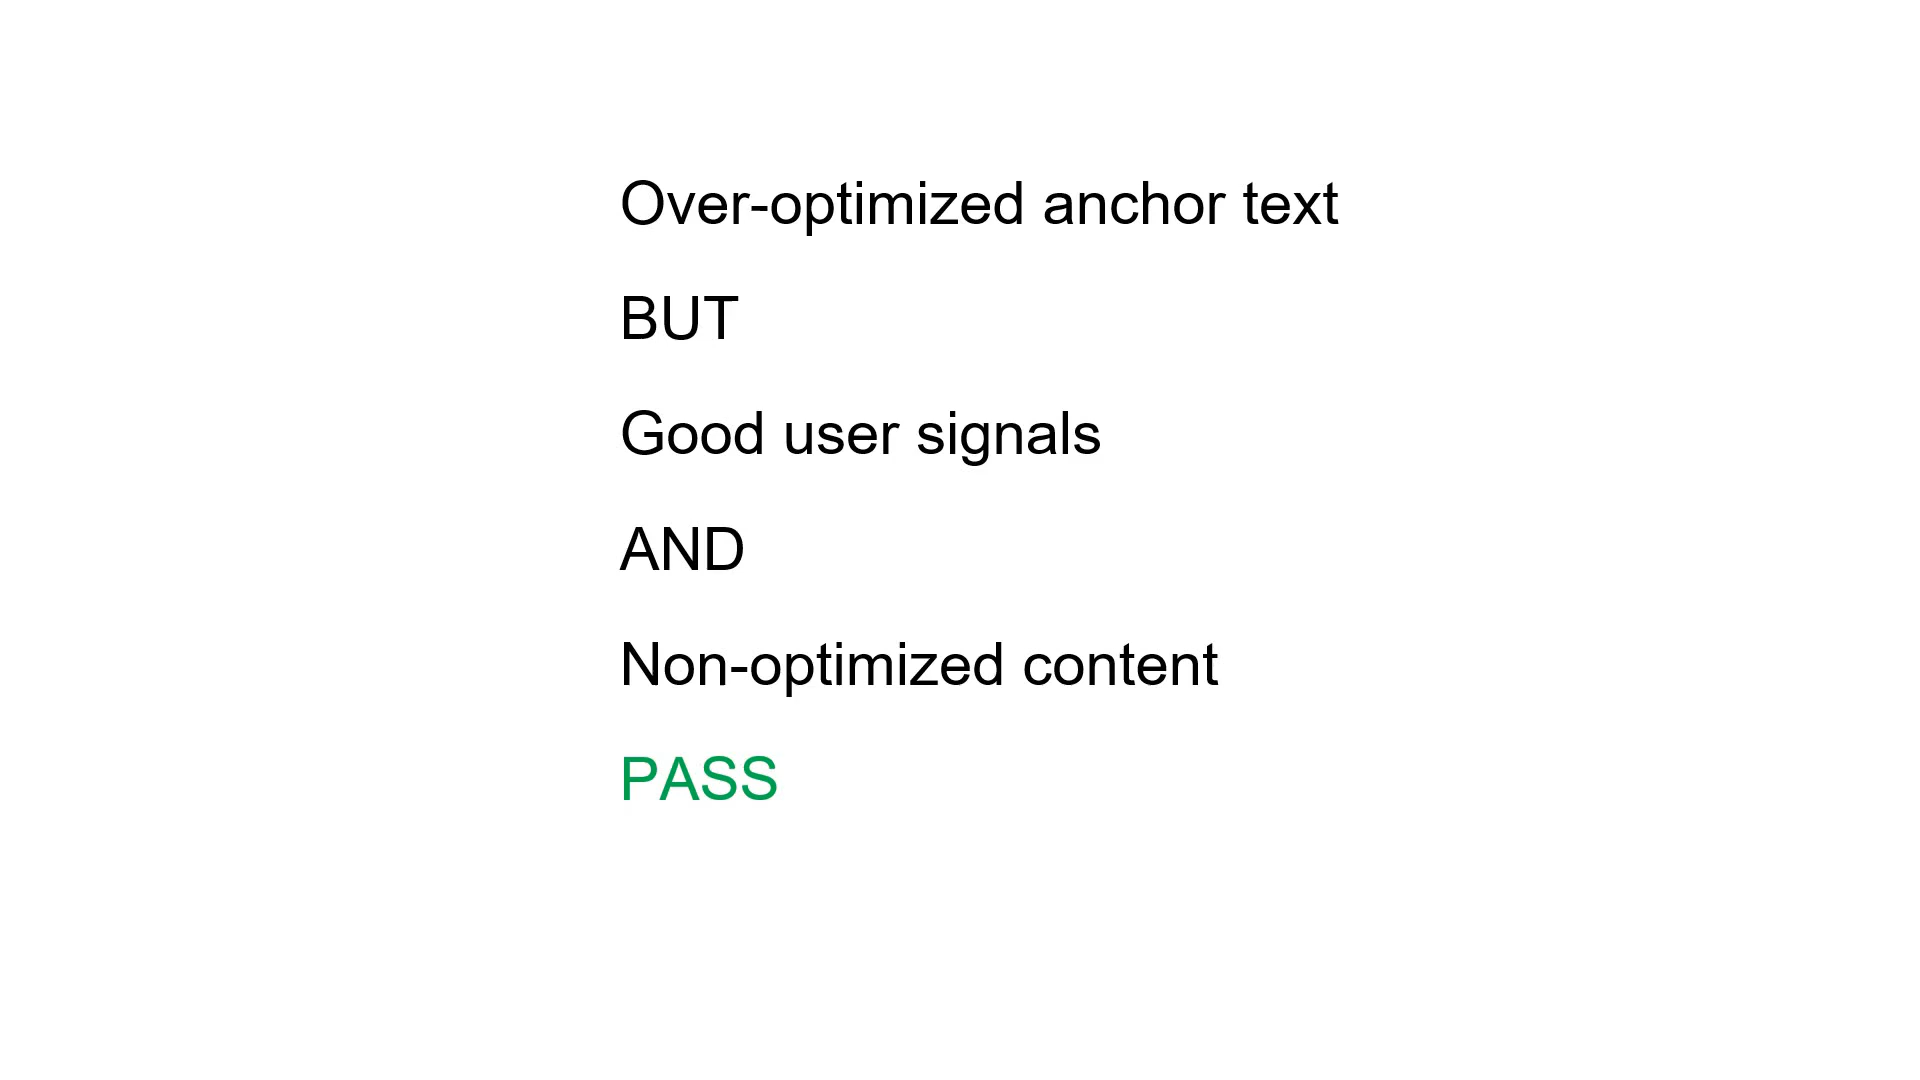 Over-optimized anchor text
BUT
Good user signals
AND
Non-optimized content
PASS